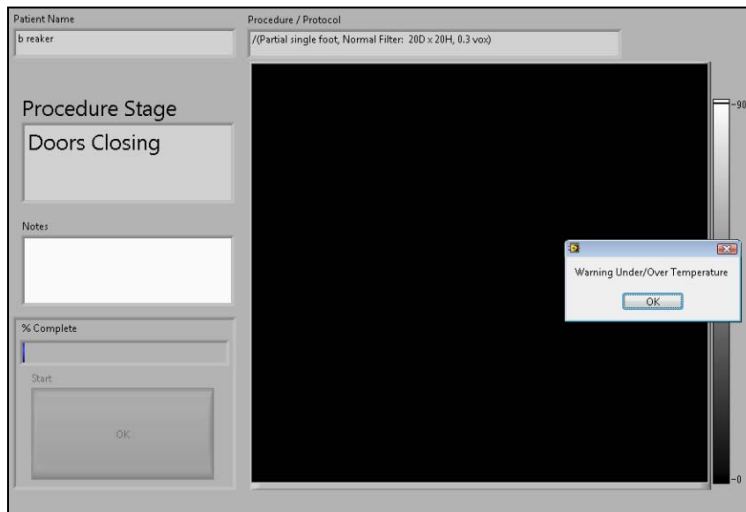 Patient Name
b reaker
Procedure / Protocol
/(Partial single foot, Normal Filter:  20D x 20H, 0.3 vox)
Procedure Stage
Doors Closing
Notes
% Complete
Start
OK
Warning Under/Over Temperature
OK
-90
-0